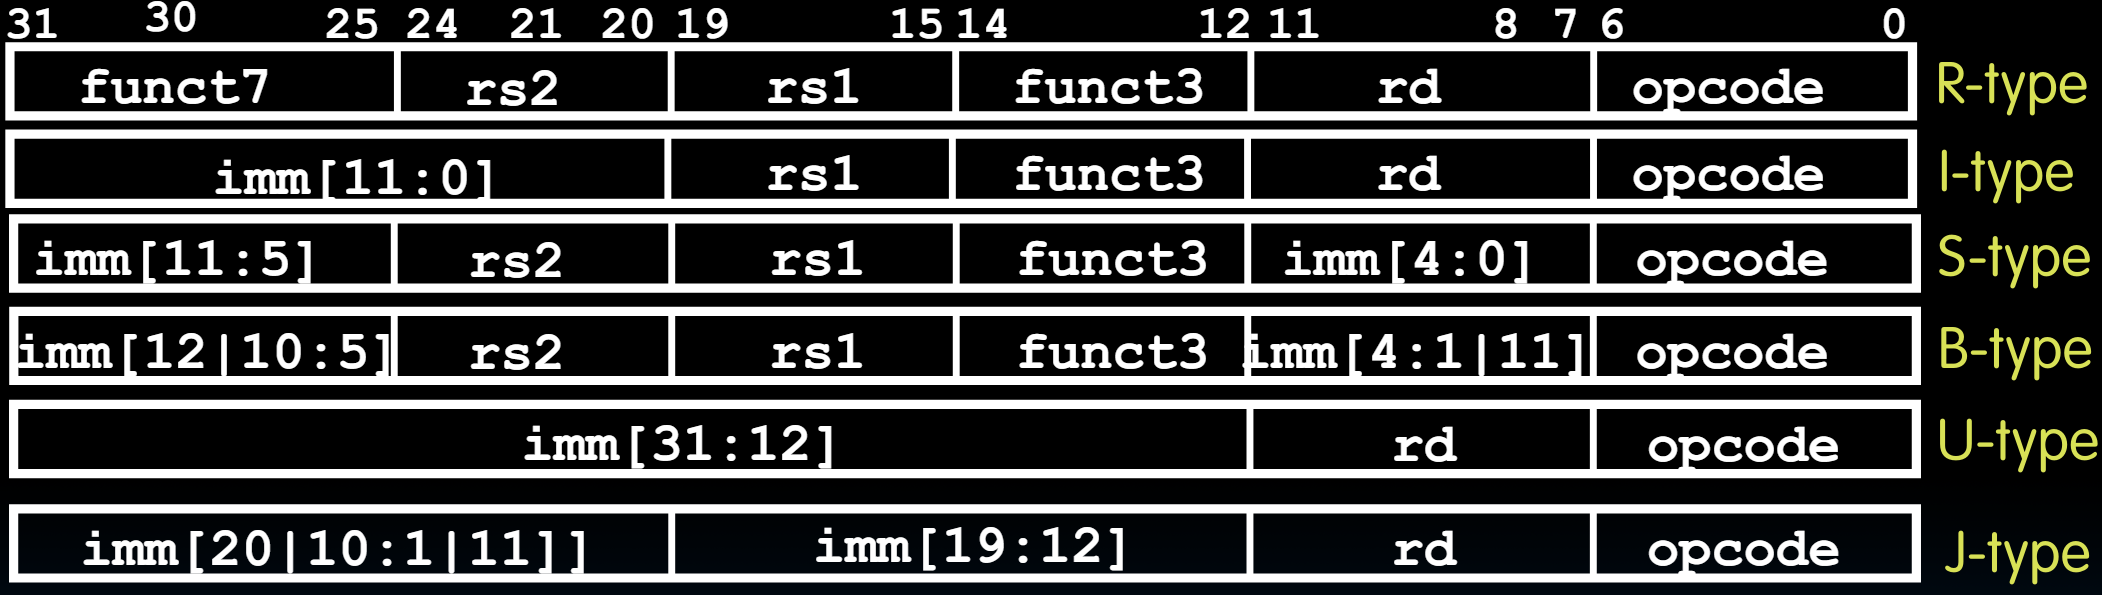 31 30 25 24 21 20 19 15 14 12 11 8 7 6 0
funct7 rs2 rs1 funct3 rd opcode R-type
imm[11:0] rs1 funct3 rd opcode I-type
imm[11:5] rs2 rs1 funct3 imm[4:0] opcode S-type
imm[12|10:5] rs2 rs1 funct3 imm[4:1|11] opcode B-type
imm[31:12] rd opcode U-type
imm[20|10:1|11]] imm[19:12] rd opcode J-type